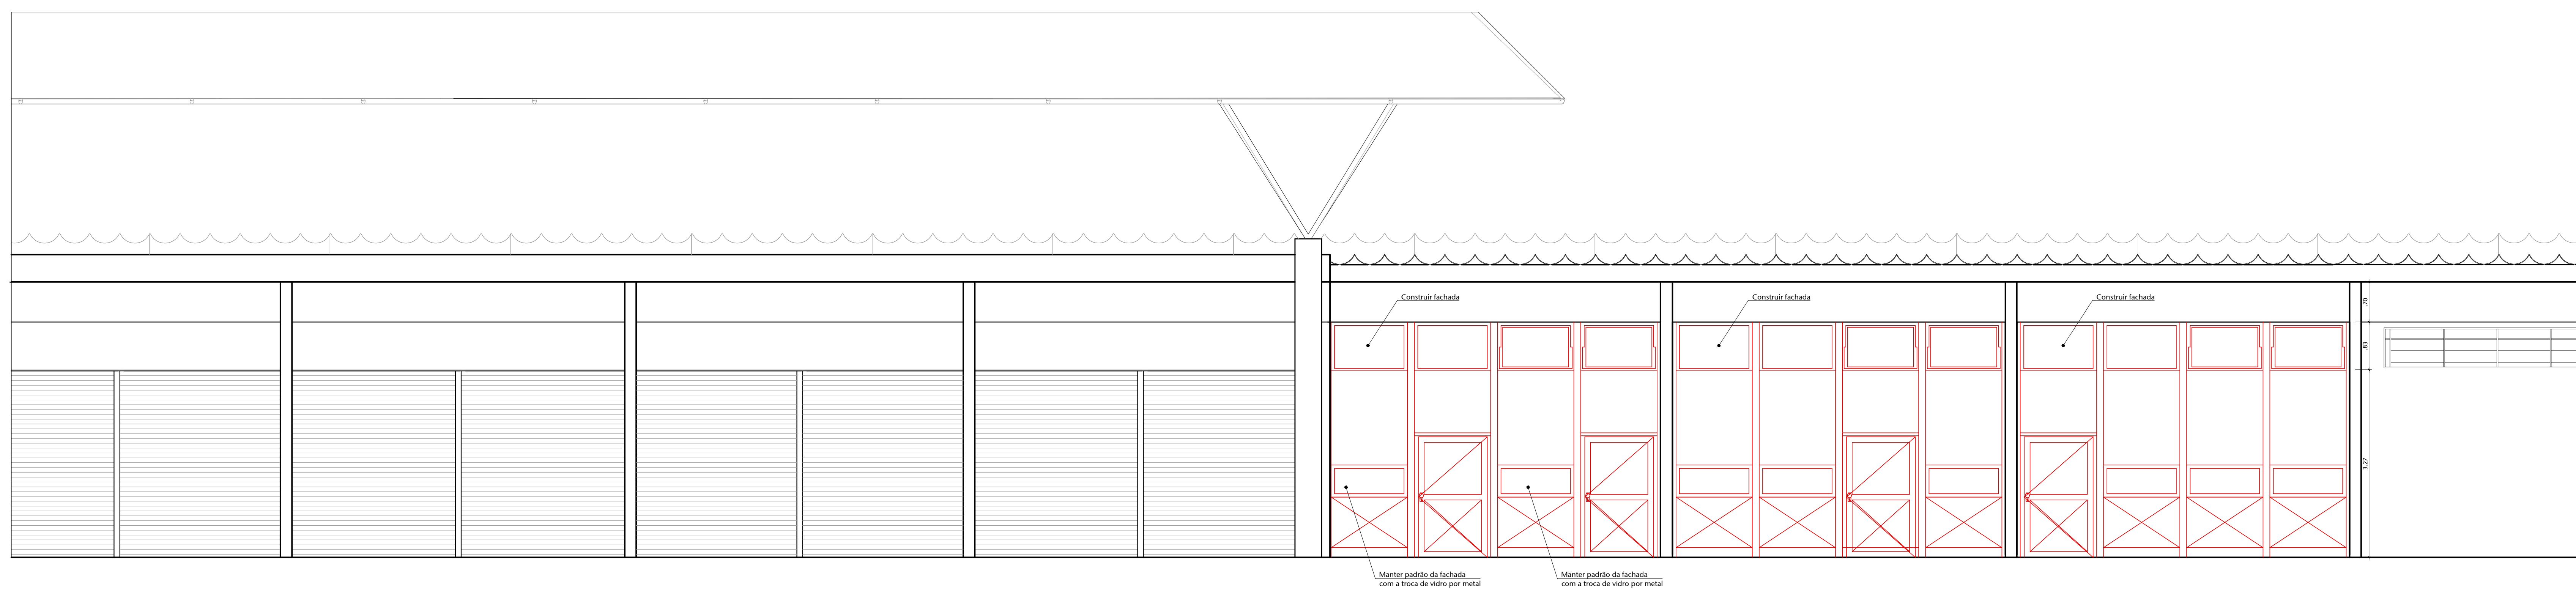 Construir fachada
Construir fachada
Construir fachada
.70
.83
3.27
Manter padrão da fachada
com a troca de vidro por metal
Manter padrão da fachada
com a troca de vidro por metal